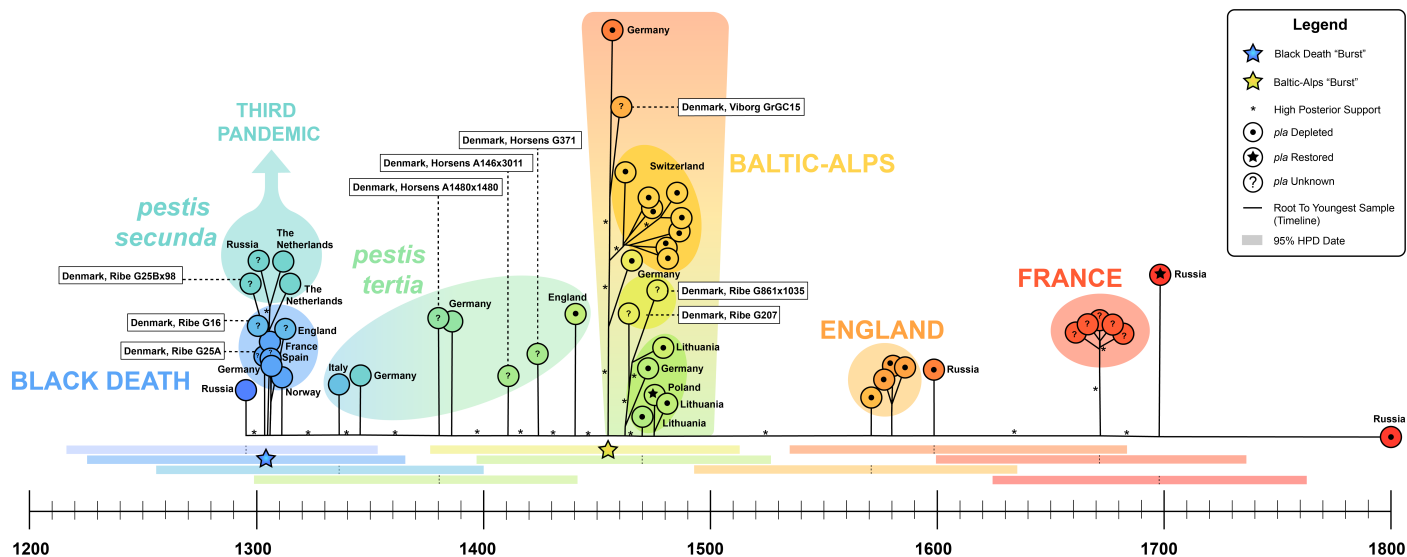 THIRD
PANDEMIC
pestis
secunda
Russia
The
Netherlands
The
Netherlands
Denmark, Ribe G25Bx98
Denmark, Ribe G16
England
Denmark, Ribe G25A
France
Spain
Germany
BLACK DEATH
Russia
Norway
pestis
tertia
Denmark, Horsens G371
Denmark, Horsens A146x3011
Denmark, Horsens A1480x1480
Italy
Germany
Germany
England
Germany
Denmark, Viborg GrGC15
BALTIC-ALPS
Switzerland
Germany
Denmark, Ribe G861x1035
Denmark, Ribe G207
Lithuania
Germany
Poland
Lithuania
Lithuania
ENGLAND
Russia
FRANCE
Russia
Russia
Legend
Black Death “Burst”
Baltic-Alps “Burst”
* High Posterior Support
pla Depleted
pla Restored
? pla Unknown
Root To Youngest Sample
(Timeline)
95% HPD Date
1200 1300 1400 1500 1600 1700 1800